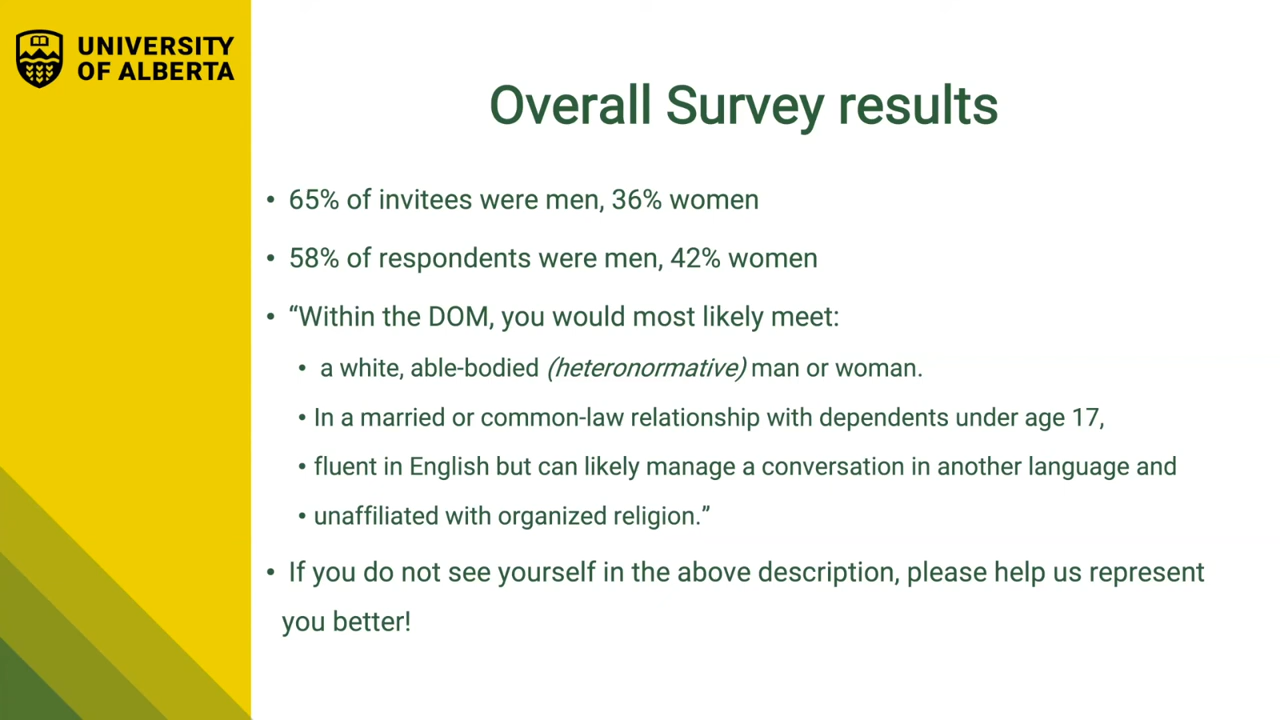 UNIVERSITY
OF ALBERTA
Overall Survey results
• 65% of invitees were men, 36% women
• 58% of respondents were men, 42% women
• “Within the DOM, you would most likely meet:
• a white, able-bodied (heteronormative) man or woman.
• In a married or common-law relationship with dependents under age 17,
• fluent in English but can likely manage a conversation in another language and
• unaffiliated with organized religion.”
• If you do not see yourself in the above description, please help us represent
you better!